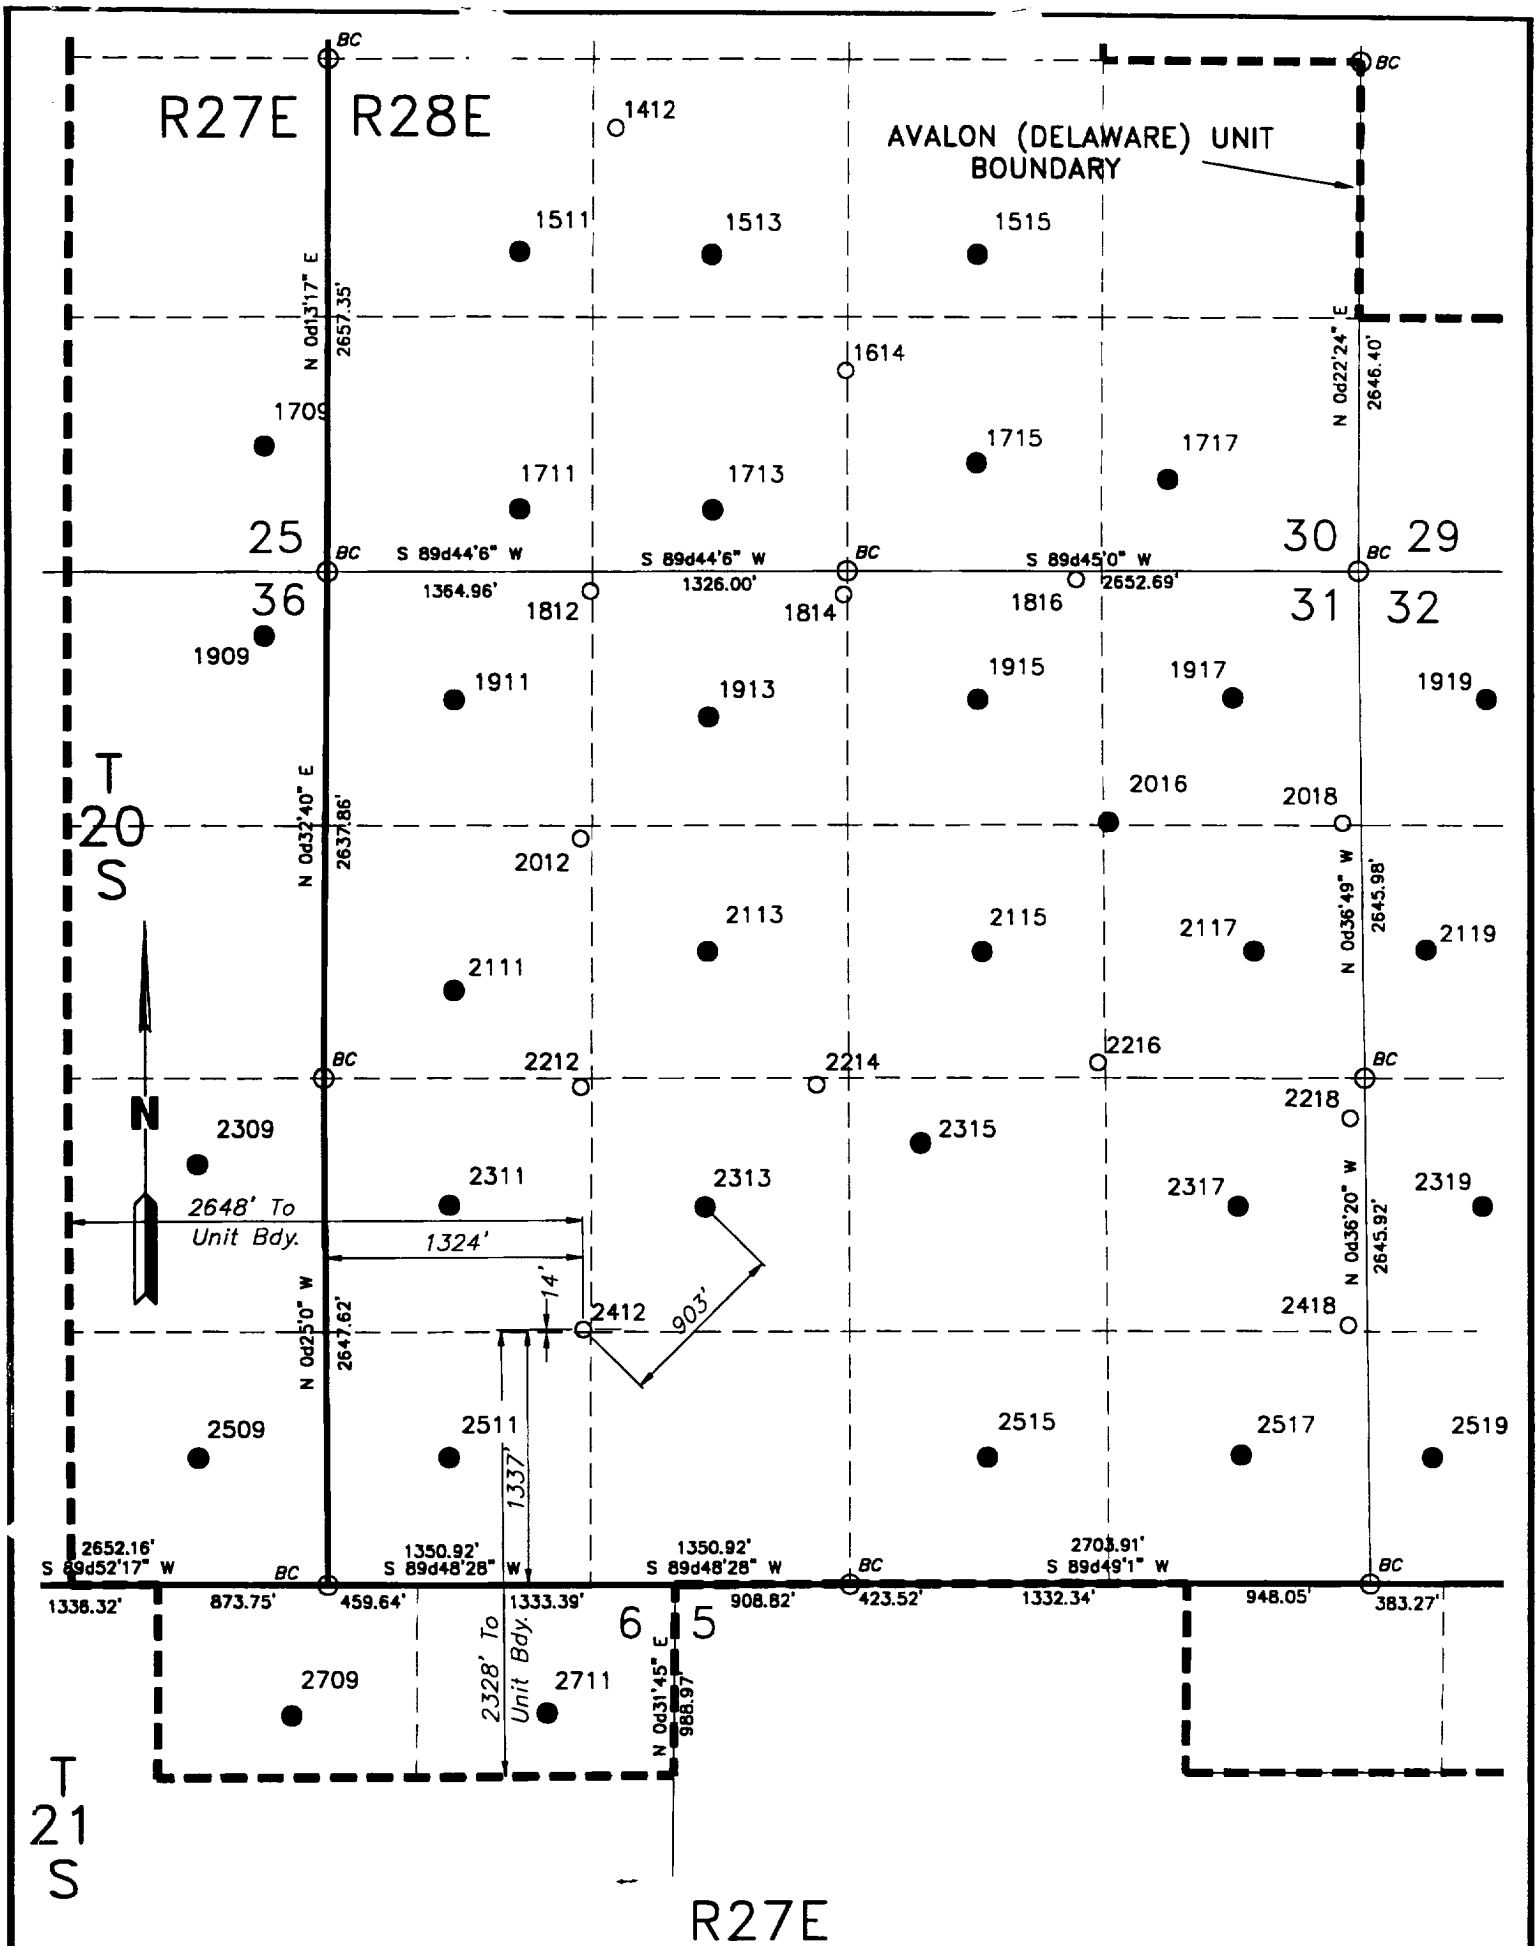 BC
BC
R27E R28E
1412
AVALON (DELAWARE) UNIT
BOUNDARY
1511
1513
1515
N 0d13'17" E
2657.35'
N 0d22'24" E
2646.40'
1614
1709
1715
1717
1711
1713
25
30
29
BC
S 89d44'6" W
S 89d44'6" W
BC
S 89d45'0" W
BC
36
1364.96'
1326.00'
2652.69'
31
32
1812
1814
1816
1909
1911
1913
1915
1917
1919
T
20
S
N 0d32'40" E
2637.86'
2016
2018
2012
N 0d36'49" W
2645.98'
2113
2115
2117
2119
2111
BC
2212
2214
2216
BC
2218
N
2309
2315
2311
2313
2317
2319
N 0d36'20" W
2645.92'
2648' To
Unit Bdy.
1324'
14'
903'
2412
2418
N 0d25'0" W
2647.62'
2509
2511
2515
2517
2519
1337'
2652.16'
S 89d52'17" W
BC
1350.92'
S 89d48'28" W
1350.92'
S 89d48'28" W
BC
2703.91'
S 89d49'1" W
BC
1338.32'
873.75'
459.64'
1333.39'
908.82'
423.52'
1332.34'
948.05'
383.27'
6
5
2328' To
Unit Bdy.
N 0d31'45" E
988.97'
2709
2711
T
21
S
R27E